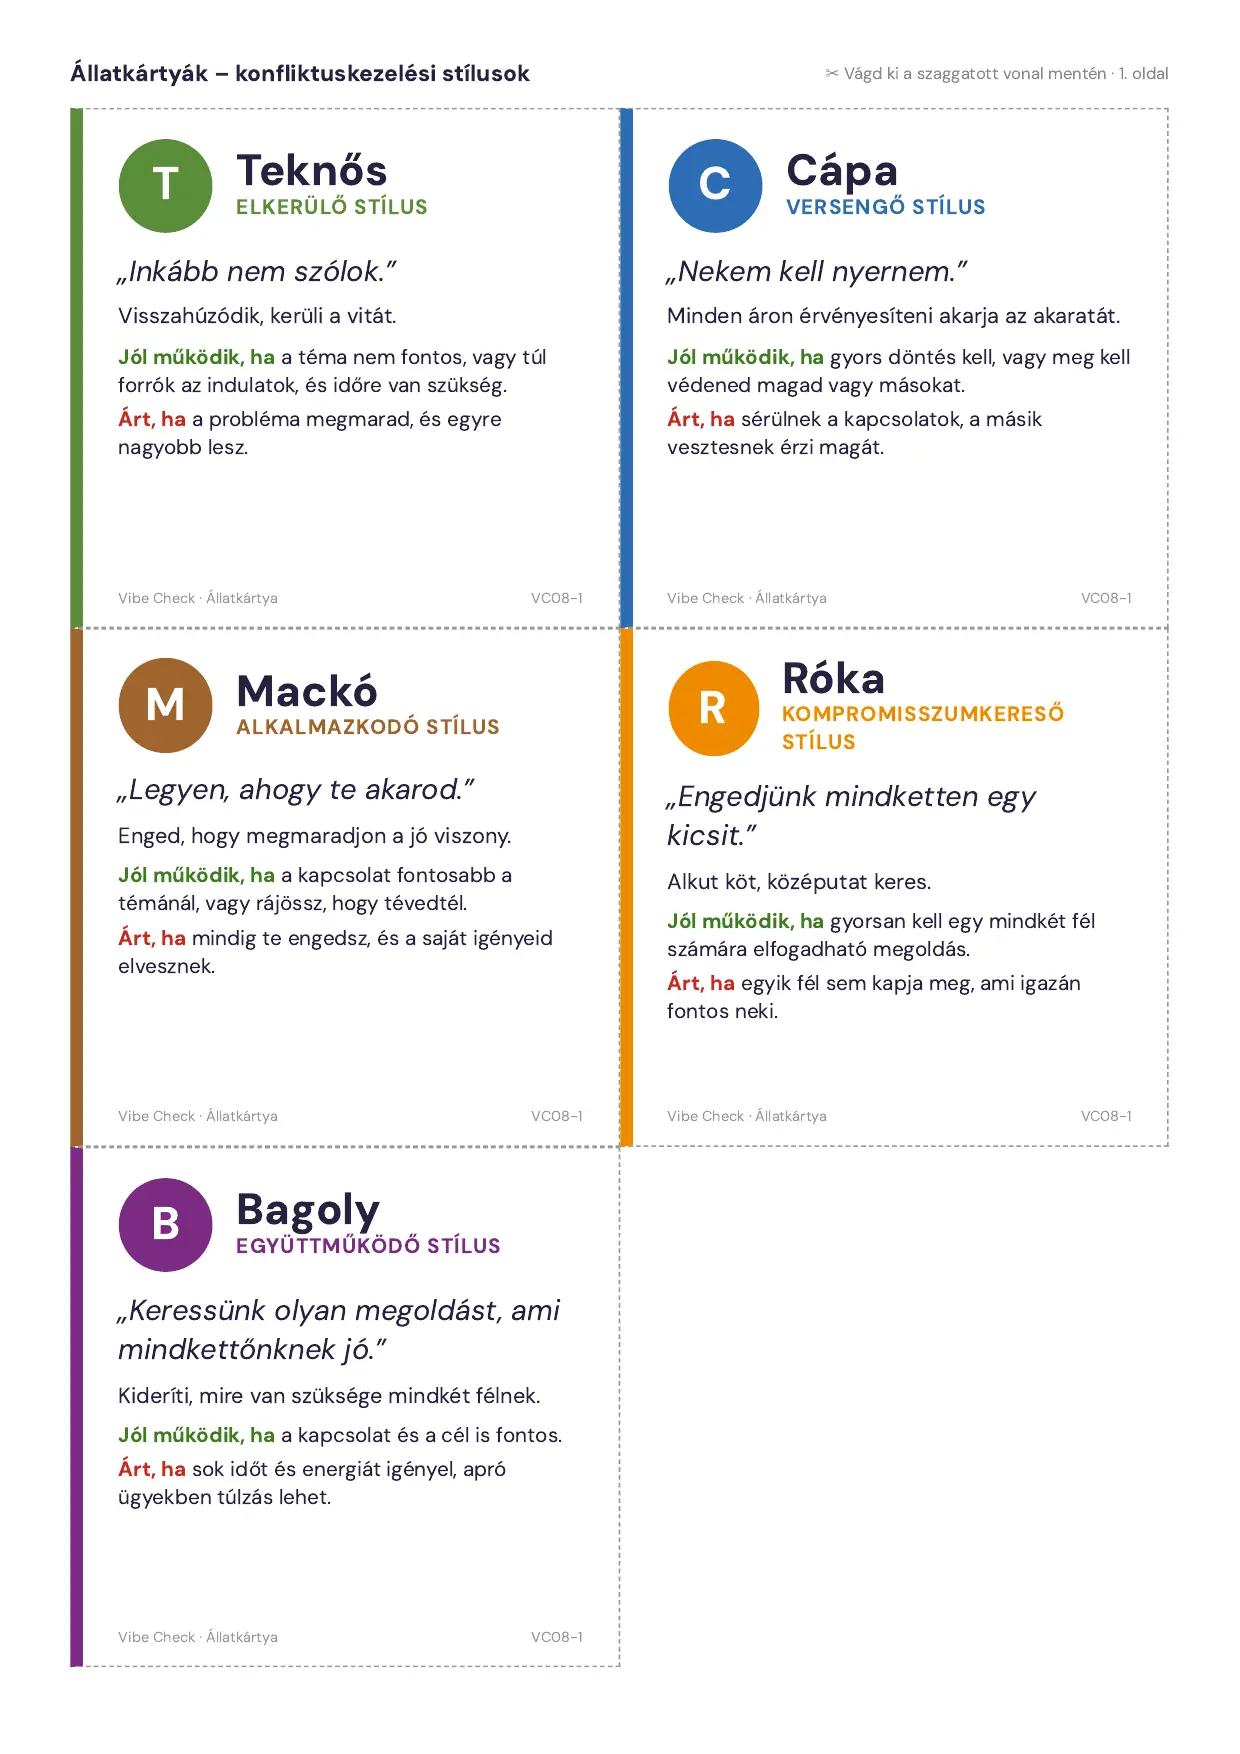 Állatkártyák – konfliktuskezelési stílusok
✂ Vágd ki a szaggatott vonal mentén · 1. oldal
T
Teknős
ELKERÜLŐ STÍLUS
„Inkább nem szólok.”
Visszahúzódik, kerüli a vitát.
Jól működik, ha a téma nem fontos, vagy túl
forrók az indulatok, és időre van szükség.
Árt, ha a probléma megmarad, és egyre
nagyobb lesz.
Vibe Check · Állatkártya
VC08-1
C
Cápa
VERSENGŐ STÍLUS
„Nekem kell nyernem.”
Minden áron érvényesíteni akarja az akaratát.
Jól működik, ha gyors döntés kell, vagy meg kell
védened magad vagy másokat.
Árt, ha sérülnek a kapcsolatok, a másik
vesztesnek érzi magát.
Vibe Check · Állatkártya
VC08-1
M
Mackó
ALKALMAZKODÓ STÍLUS
„Legyen, ahogy te akarod.”
Enged, hogy megmaradjon a jó viszony.
Jól működik, ha a kapcsolat fontosabb a
témánál, vagy rájössz, hogy tévedtél.
Árt, ha mindig te engedsz, és a saját igényeid
elvesznek.
Vibe Check · Állatkártya
VC08-1
R
Róka
KOMPROMISSZUMKERESŐ
STÍLUS
„Engedjünk mindketten egy
kicsit.”
Alkut köt, középutat keres.
Jól működik, ha gyorsan kell egy mindkét fél
számára elfogadható megoldás.
Árt, ha egyik fél sem kapja meg, ami igazán
fontos neki.
Vibe Check · Állatkártya
VC08-1
B
Bagoly
EGYÜTTMŰKÖDŐ STÍLUS
„Keressünk olyan megoldást, ami
mindkettőnknek jó.”
Kideríti, mire van szüksége mindkét félnek.
Jól működik, ha a kapcsolat és a cél is fontos.
Árt, ha sok időt és energiát igényel, apró
ügyekben túlzás lehet.
Vibe Check · Állatkártya
VC08-1